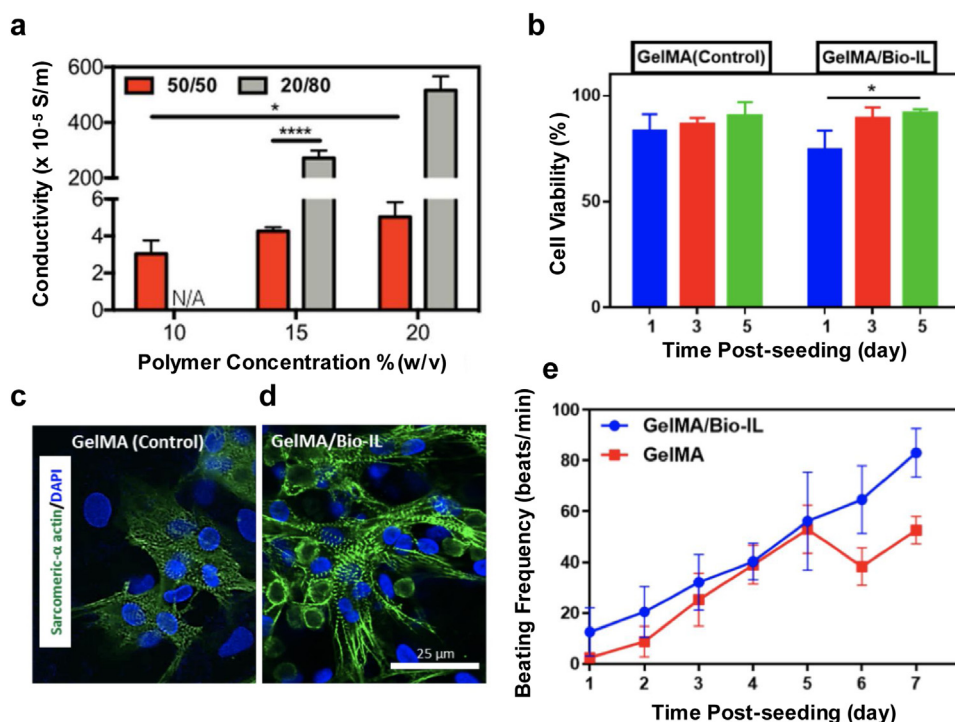 a
Conductivity (x 10⁻⁵ S/m)
50/50 20/80
600
400
200
6
4
2
0
*
****
N/A
10 15 20
Polymer Concentration % (w/v)
b
GelMA(Control) GelMA/Bio-IL
Cell Viability (%)
100
50
0
*
1 3 5 1 3 5
Time Post-seeding (day)
c
GelMA (Control)
Sarcomeric-α actin/DAPI
d
GelMA/Bio-IL
25 µm
e
Beating Frequency (beats/min)
100
80
60
40
20
0
GelMA/Bio-IL
GelMA
1 2 3 4 5 6 7
Time Post-seeding (day)